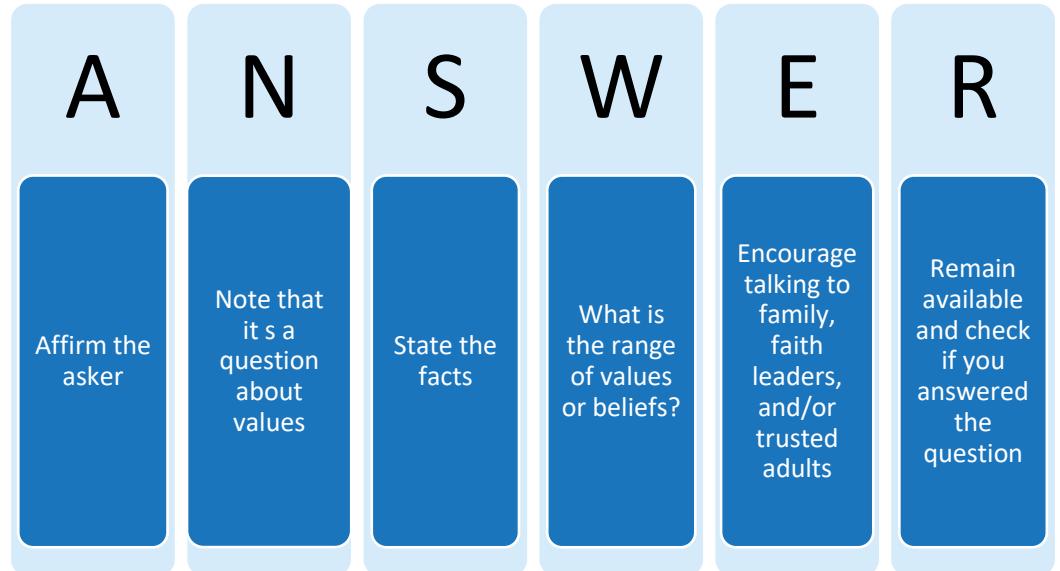 A
N
S
W
E
R
Affirm the
asker
Note that
it s a
question
about
values
State the
facts
What is
the range
of values
or beliefs?
Encourage
talking to
family,
faith
leaders,
and/or
trusted
adults
Remain
available
and check
if you
answered
the
question